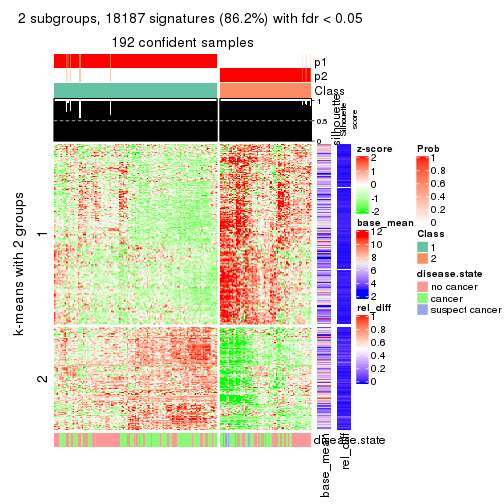 2 subgroups, 18187 signatures (86.2%) with fdr < 0.05
192 confident samples
p1
p2
Class
1
0.5
0
silhouette
Silhouette
score
k-means with 2 groups
1
2
z-score
2
1
0
-1
-2
base_mean
12
10
8
6
4
2
rel_diff
1
0.8
0.6
0.4
0.2
0
Prob
1
0.8
0.6
0.4
0.2
0
Class
1
2
disease.state
no cancer
cancer
suspect cancer
disease.state
base_mean
rel_diff